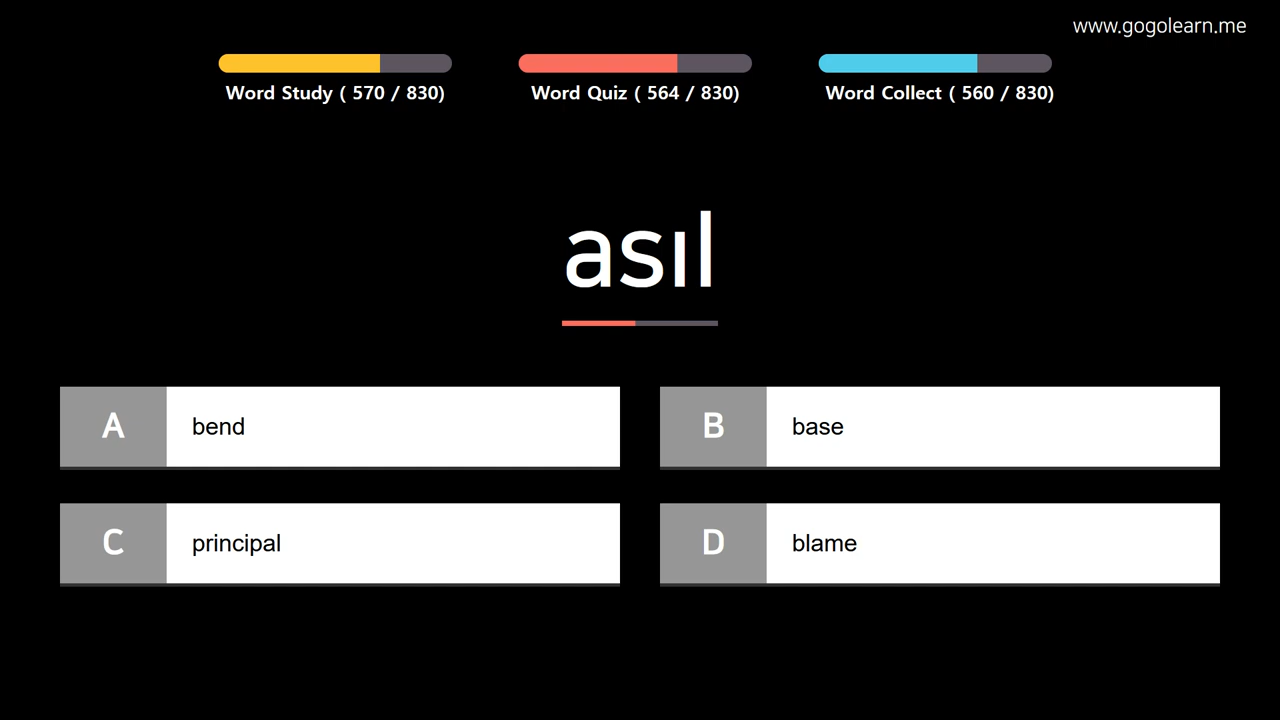 www.gogolearn.me
Word Study ( 570 / 830)
Word Quiz ( 564 / 830)
Word Collect ( 560 / 830)
asıl
A bend
B base
C principal
D blame